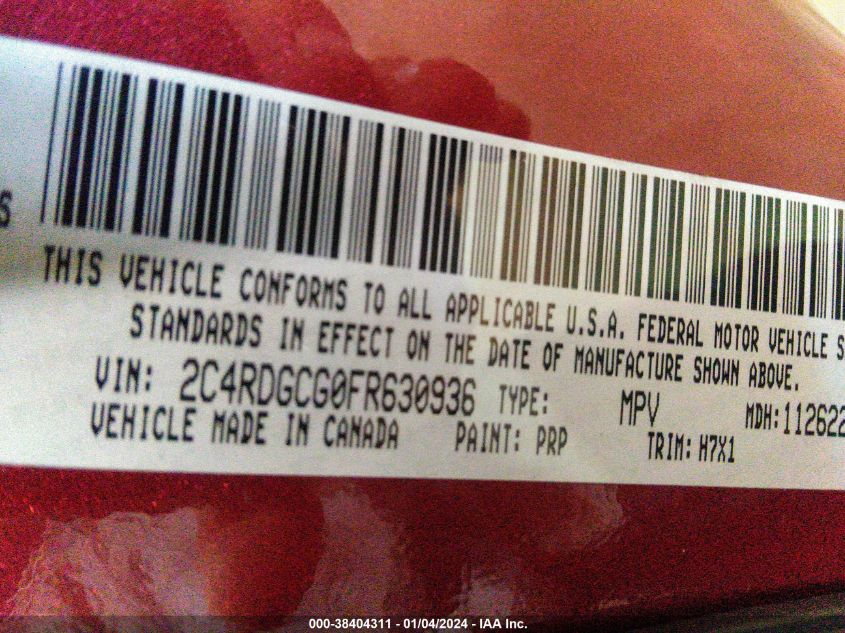 S
THIS VEHICLE CONFORMS TO ALL APPLICABLE U.S.A. FEDERAL MOTOR VEHICLE S
STANDARDS IN EFFECT ON THE DATE OF MANUFACTURE SHOWN ABOVE.
VIN: 2C4RDGCG0FR630936 TYPE: MPV MDH: 112622
VEHICLE MADE IN CANADA PAINT: PRP TRIM: H7X1
000-38404311 - 01/04/2024 - IAA Inc.